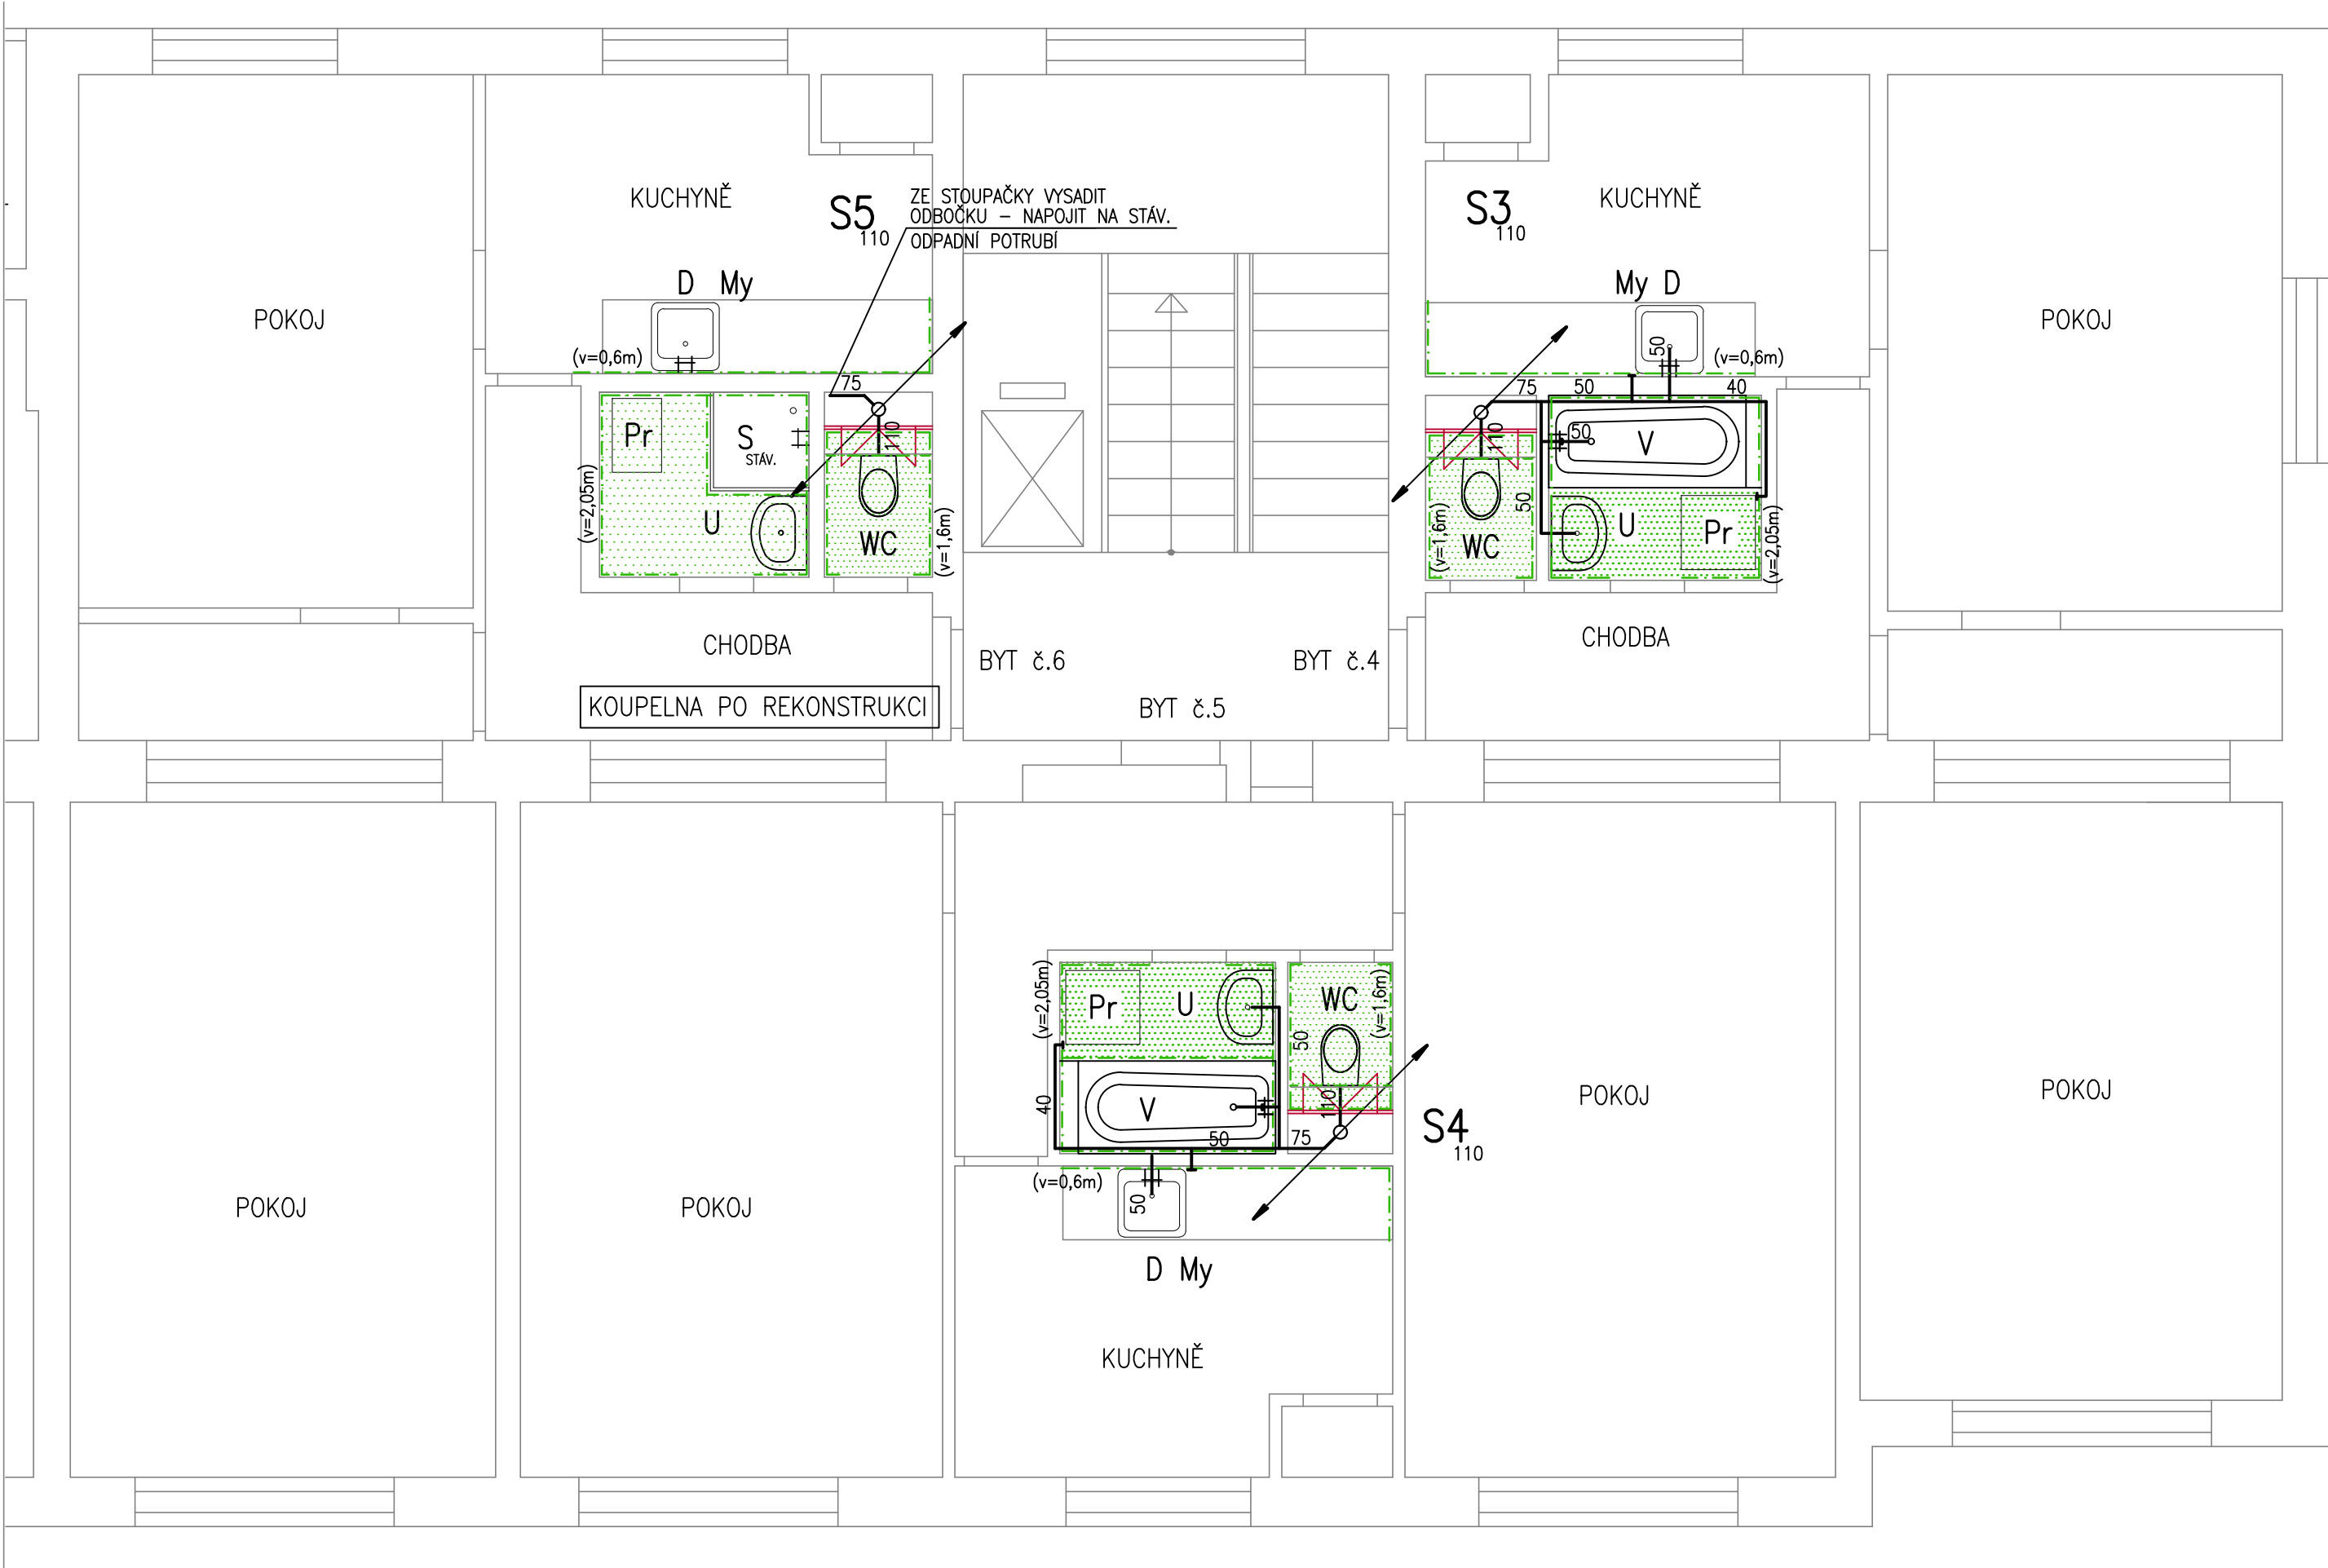 KUCHYNĚ
S5
110
ZE STOUPAČKY VYSADIT
ODBOČKU – NAPOJIT NA STÁV.
ODPADNÍ POTRUBÍ
S3
110
KUCHYNĚ
D My
My D
POKOJ
POKOJ
(v=0,6m)
75
50
(v=0,6m)
75
50
40
Pr
S
STÁV.
110
110
50
V
(v=2,05m)
U
WC
(v=1,6m)
(v=1,6m)
WC
50
U
Pr
(v=2,05m)
CHODBA
CHODBA
BYT č.6
BYT č.4
KOUPELNA PO REKONSTRUKCI
BYT č.5
(v=2,05m)
Pr
U
WC
(v=1,6m)
50
40
V
110
50
75
S4
110
POKOJ
POKOJ
(v=0,6m)
50
POKOJ
POKOJ
D My
KUCHYNĚ